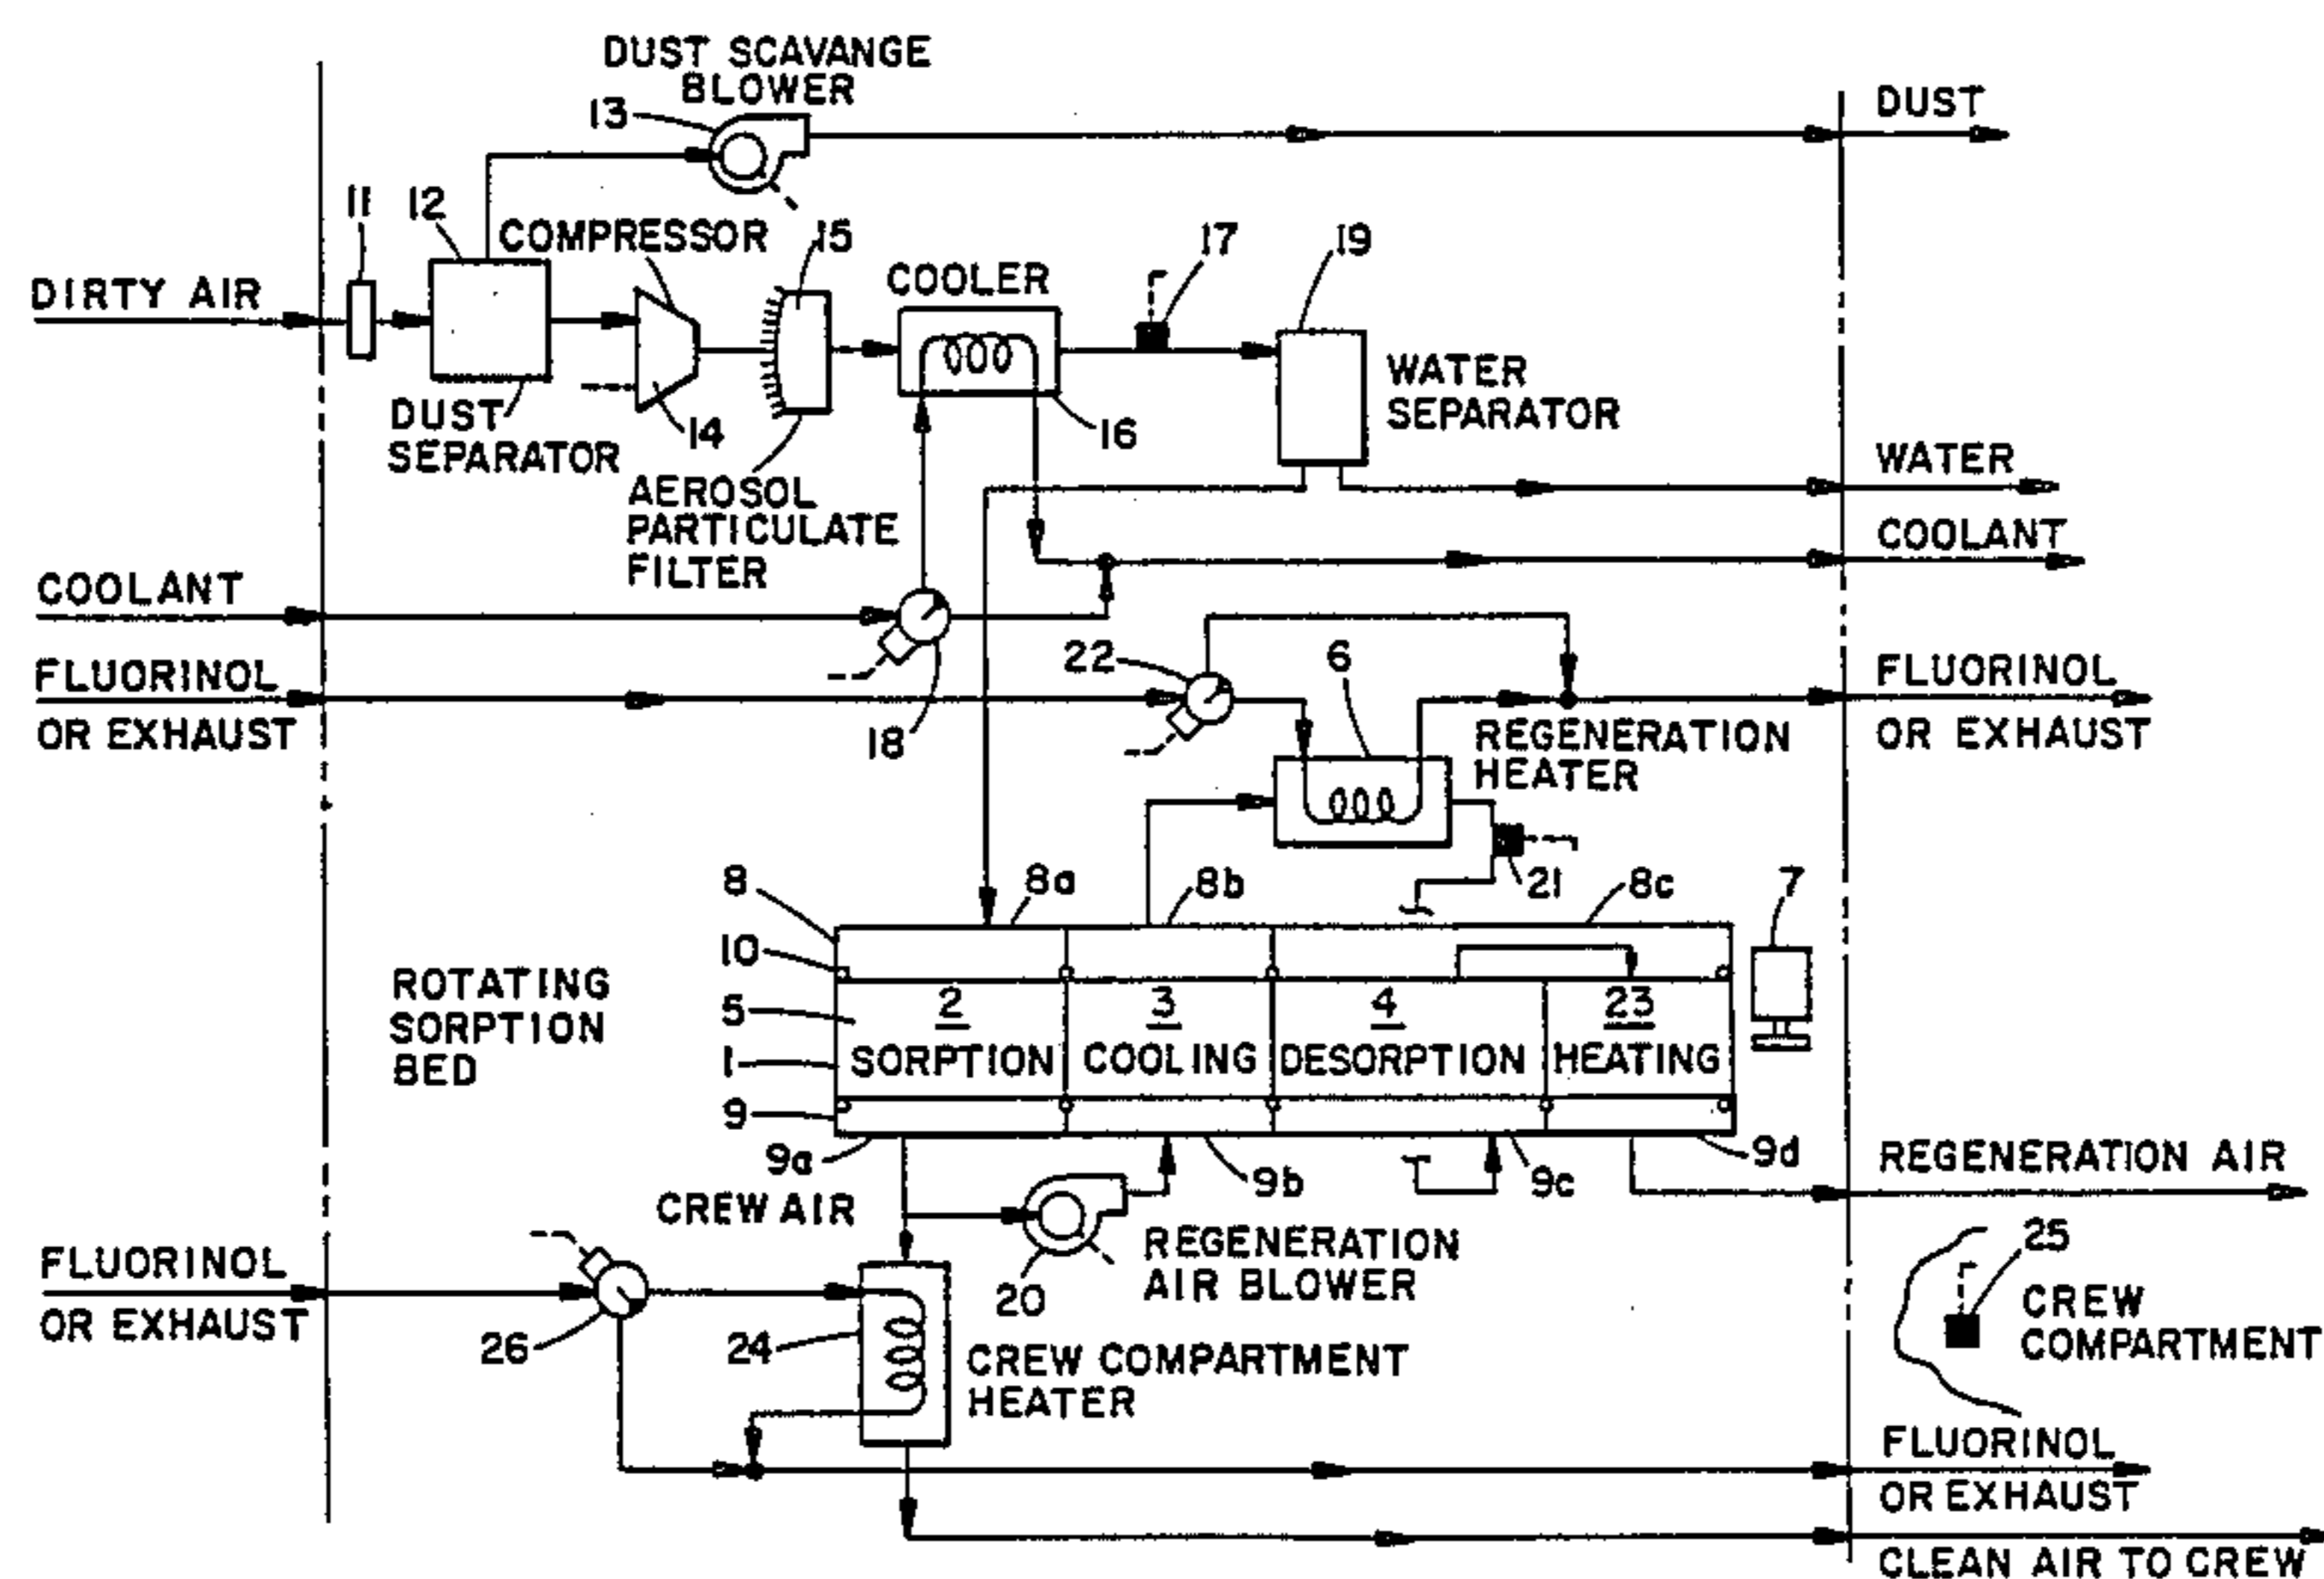 DUST SCAVANGE
BLOWER
13
DUST
11
12
COMPRESSOR
15
17
19
DIRTY AIR
COOLER
WATER
SEPARATOR
DUST
SEPARATOR
14
16
AEROSOL
PARTICULATE
FILTER
WATER
COOLANT
COOLANT
FLUORINOL
OR EXHAUST
18
22
6
FLUORINOL
OR EXHAUST
REGENERATION
HEATER
21
8
8a
8b
8c
7
10
ROTATING
SORPTION
BED
5
2
3
4
23
1
SORPTION
COOLING
DESORPTION
HEATING
9
9a
9b
9c
9d
CREW AIR
REGENERATION AIR
20
REGENERATION
AIR BLOWER
25
CREW
COMPARTMENT
FLUORINOL
OR EXHAUST
26
24
CREW COMPARTMENT
HEATER
FLUORINOL
OR EXHAUST
CLEAN AIR TO CREW